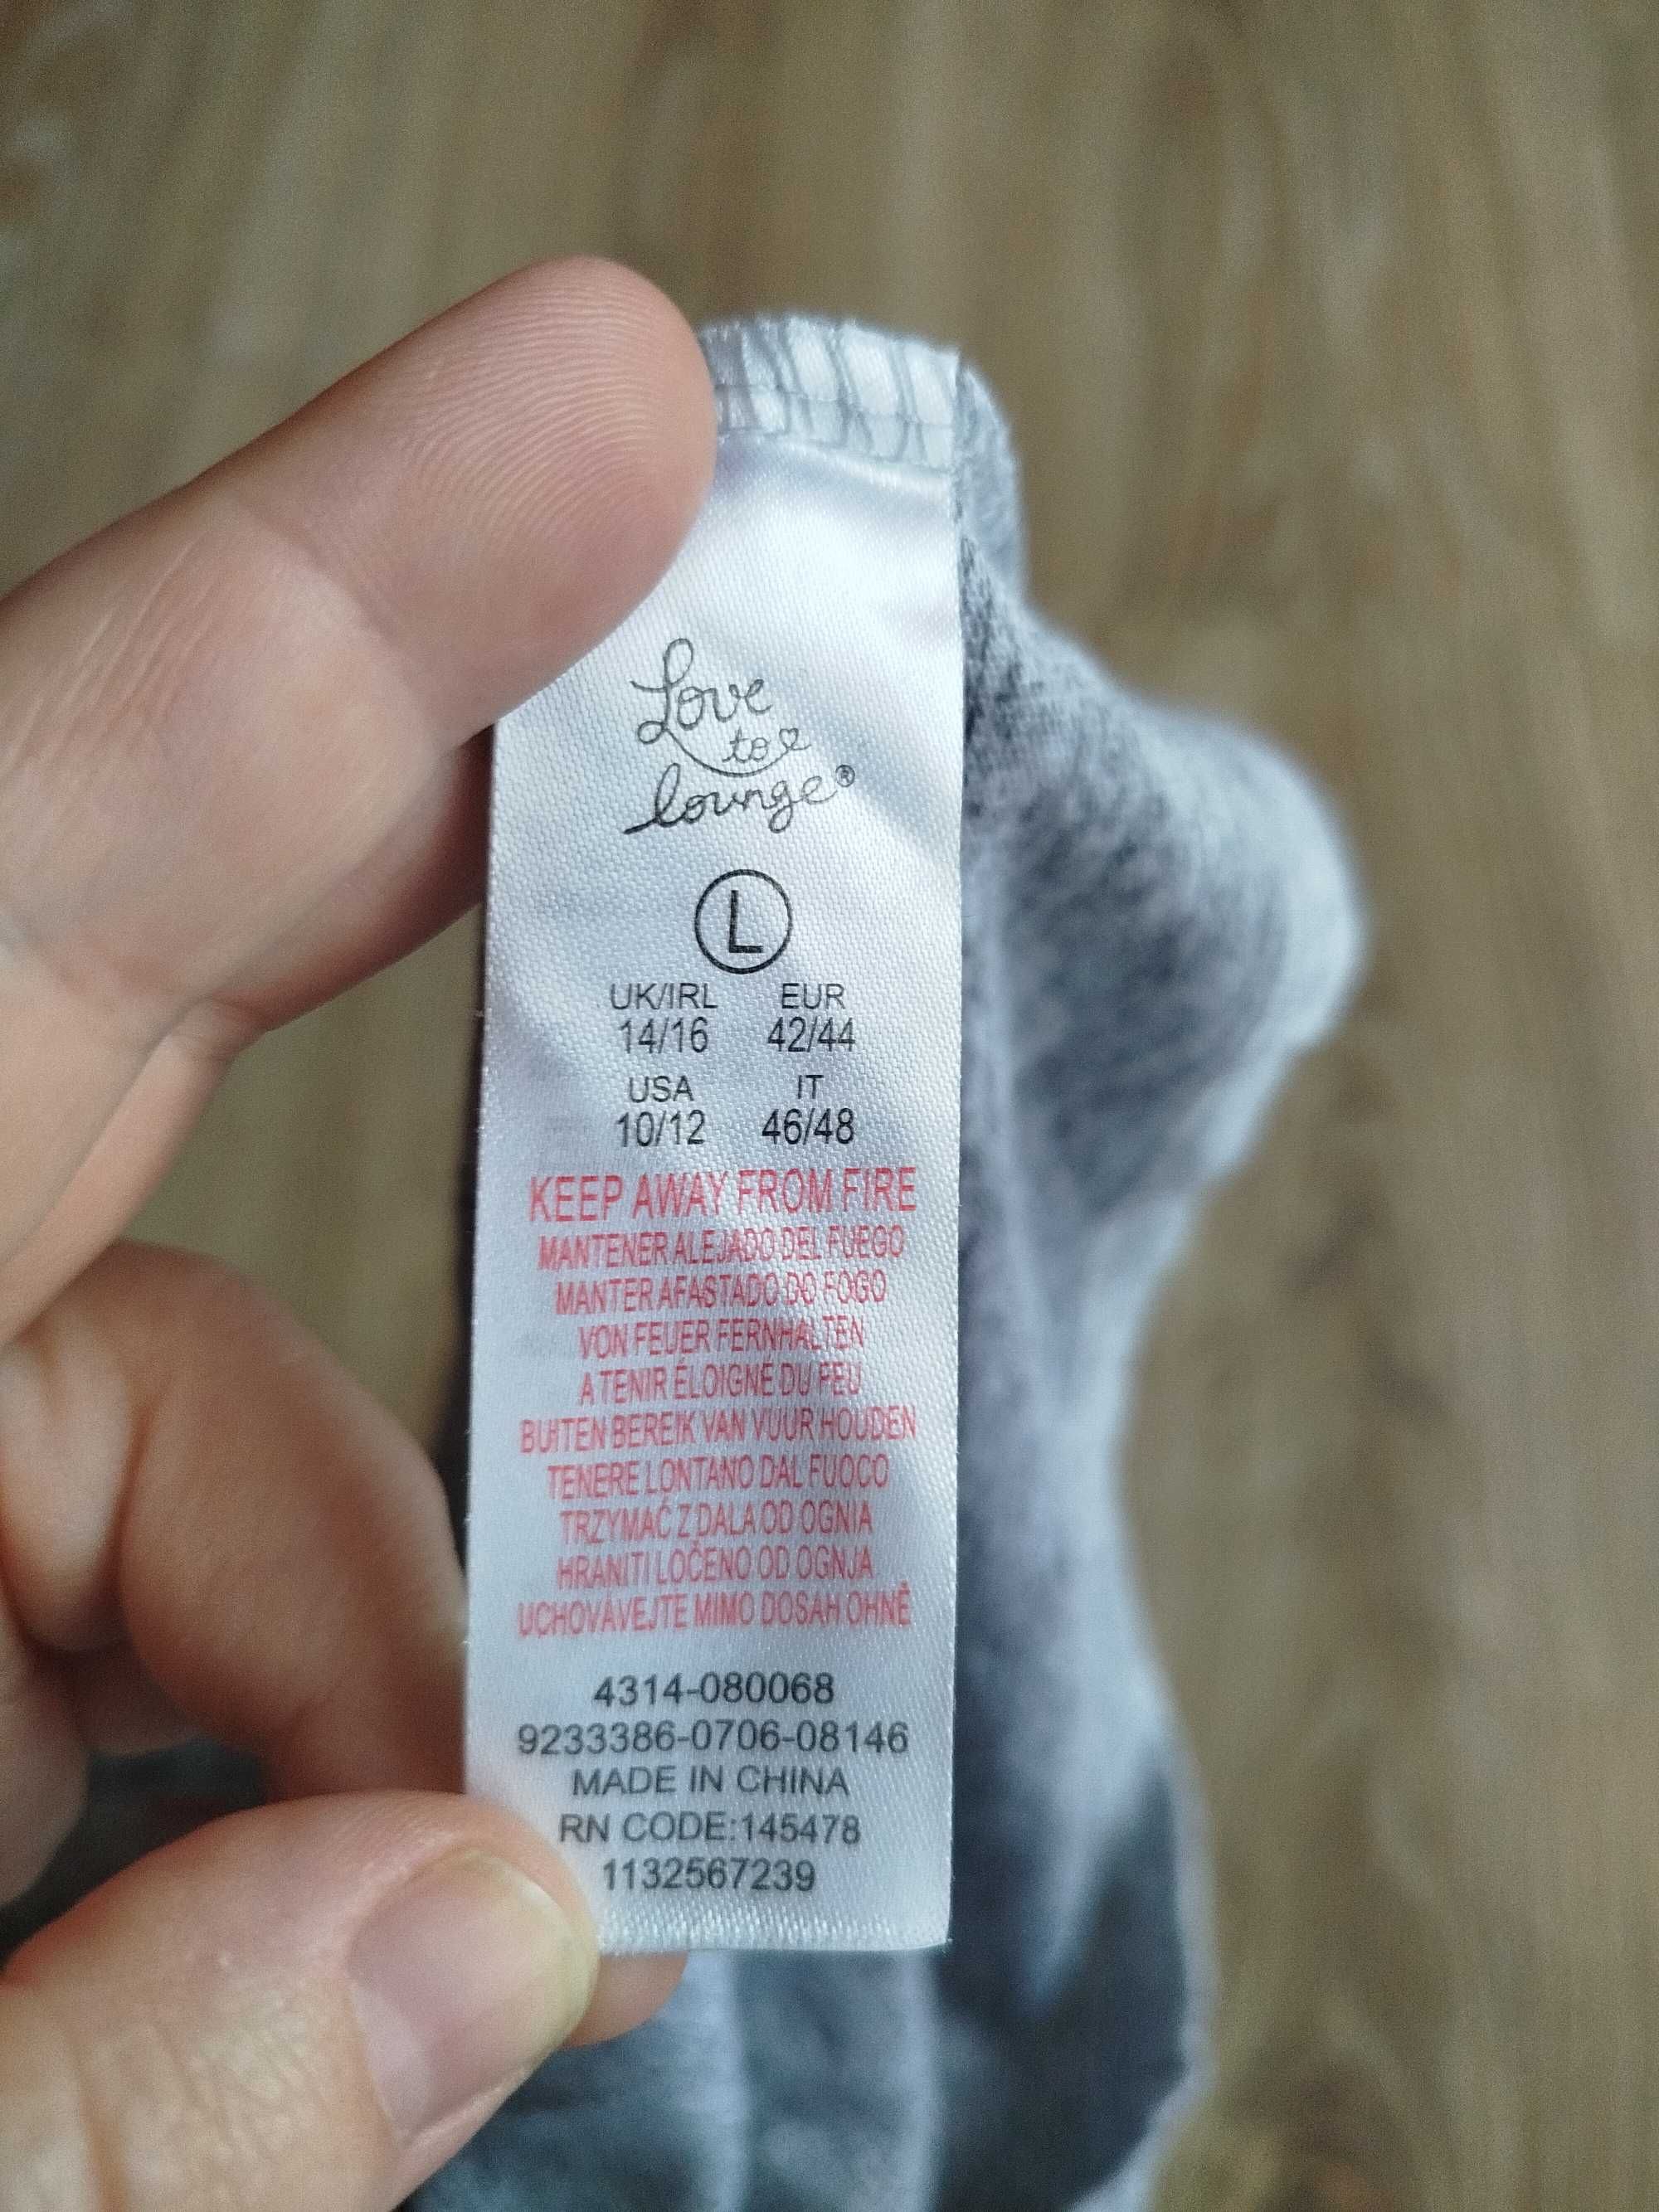 Love
to
lounge®
L
UK/IRL EUR
14/16 42/44
USA IT
10/12 46/48
KEEP AWAY FROM FIRE
MANTENER ALEJADO DEL FUEGO
MANTER AFASTADO DO FOGO
VON FEUER FERNHALTEN
A TENIR ÉLOIGNÉ DU FEU
BUITEN BEREIK VAN VUUR HOUDEN
TENERE LONTANO DAL FUOCO
TRZYMAĆ Z DALA OD OGNIA
HRANITI LOČENO OD OGNJA
UCHOVÁVEJTE MIMO DOSAH OHNĚ
4314-080068
9233386-0706-08146
MADE IN CHINA
RN CODE:145478
1132567239